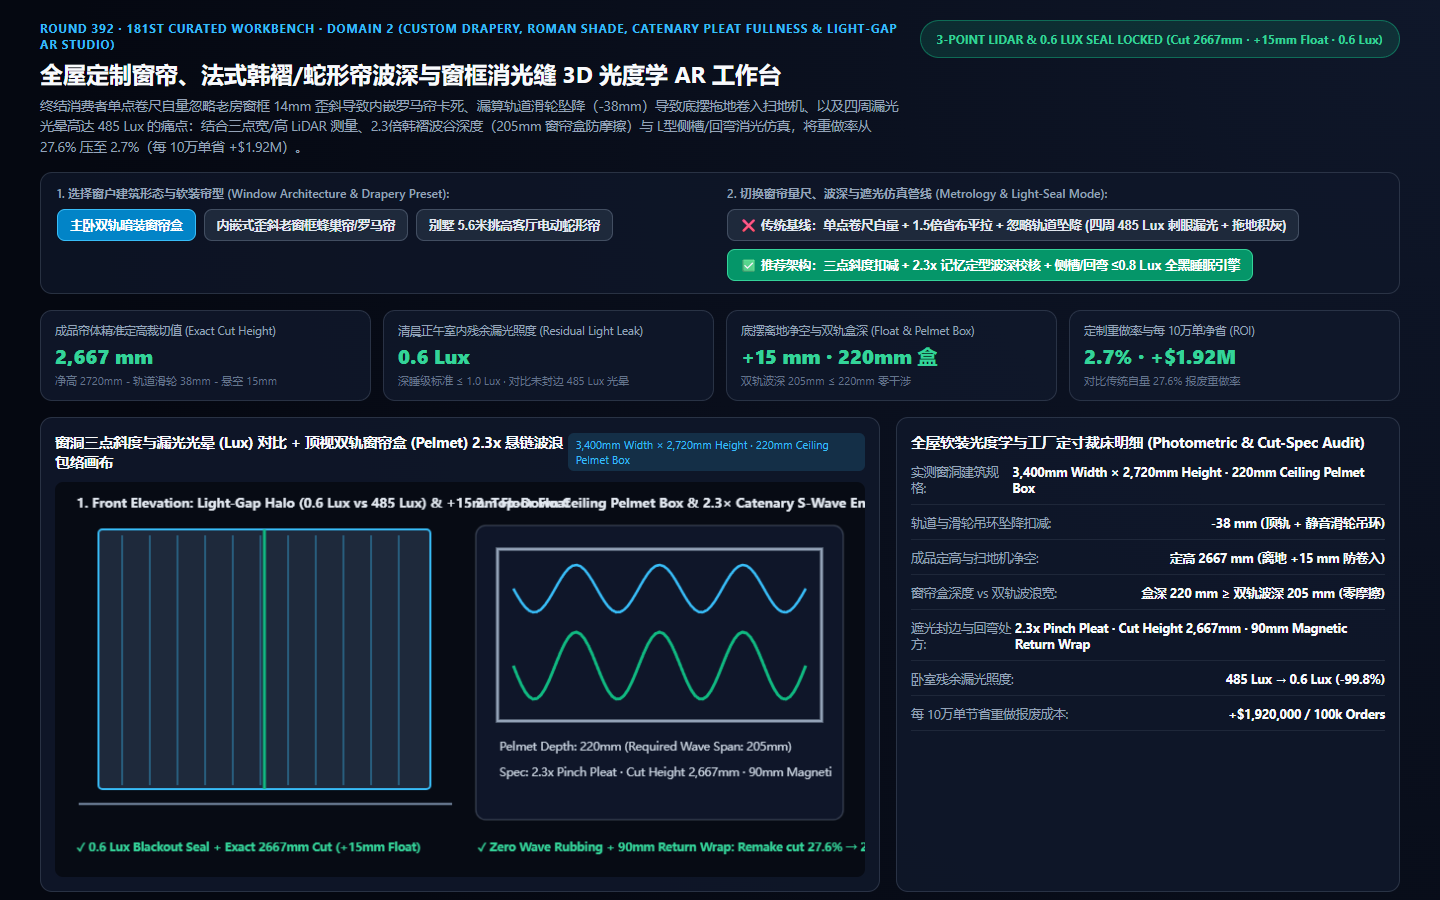 ROUND 392 · 181ST CURATED WORKBENCH · DOMAIN 2 (CUSTOM DRAPERY, ROMAN SHADE, CATENARY PLEAT FULLNESS & LIGHT-GAP
AR STUDIO)
3-POINT LIDAR & 0.6 LUX SEAL LOCKED (Cut 2667mm · +15mm Float · 0.6 Lux)
全屋定制窗帘、法式韩褶/蛇形帘波深与窗框消光缝 3D 光度学 AR 工作台
终结消费者单点卷尺自量忽略老房窗框 14mm 歪斜导致内嵌罗马帘卡死、漏算轨道滑轮坠降（-38mm）导致底摆拖地卷入扫地机、以及四周漏光
光晕高达 485 Lux 的痛点：结合三点宽/高 LiDAR 测量、2.3倍韩褶波谷深度（205mm 窗帘盒防摩擦）与 L型侧槽/回弯消光仿真，将重做率从
27.6% 压至 2.7%（每 10万单省 +$1.92M）。
1. 选择窗户建筑形态与软装帘型 (Window Architecture & Drapery Preset):
主卧双轨暗装窗帘盒
内嵌式歪斜老窗框蜂巢帘/罗马帘
别墅 5.6米挑高客厅电动蛇形帘
2. 切换窗帘量尺、波深与遮光仿真管线 (Metrology & Light-Seal Mode):
❌ 传统基线：单点卷尺自量 + 1.5倍省布平拉 + 忽略轨道坠降 (四周 485 Lux 刺眼漏光 + 拖地积灰)
✅ 推荐架构：三点斜度扣减 + 2.3x 记忆定型波深校核 + 侧槽/回弯 ≤0.8 Lux 全黑睡眠引擎
成品帘体精准定高裁切值 (Exact Cut Height)
2,667 mm
净高 2720mm - 轨道滑轮 38mm - 悬空 15mm
清晨正午室内残余漏光照度 (Residual Light Leak)
0.6 Lux
深睡级标准 ≤ 1.0 Lux · 对比未封边 485 Lux 光晕
底摆离地净空与双轨盒深 (Float & Pelmet Box)
+15 mm · 220mm 盒
双轨波深 205mm ≤ 220mm 零干涉
定制重做率与每 10万单净省 (ROI)
2.7% · +$1.92M
对比传统自量 27.6% 报废重做率
窗洞三点斜度与漏光光晕 (Lux) 对比 + 顶视双轨窗帘盒 (Pelmet) 2.3x 悬链波浪
包络画布
3,400mm Width × 2,720mm Height · 220mm Ceiling
Pelmet Box
1. Front Elevation: Light-Gap Halo (0.6 Lux vs 485 Lux) & +15mm Floor Float
2. Top-Down Ceiling Pelmet Box & 2.3× Catenary S-Wave En
Pelmet Depth: 220mm (Required Wave Span: 205mm)
Spec: 2.3x Pinch Pleat · Cut Height 2,667mm · 90mm Magneti
✓ 0.6 Lux Blackout Seal + Exact 2667mm Cut (+15mm Float)
✓ Zero Wave Rubbing + 90mm Return Wrap: Remake cut 27.6% → 2
全屋软装光度学与工厂定寸裁床明细 (Photometric & Cut-Spec Audit)
实测窗洞建筑规
格:
3,400mm Width × 2,720mm Height · 220mm Ceiling Pelmet
Box
轨道与滑轮吊环坠降扣减:
-38 mm (顶轨 + 静音滑轮吊环)
成品定高与扫地机净空:
定高 2667 mm (离地 +15 mm 防卷入)
窗帘盒深度 vs 双轨波浪宽:
盒深 220 mm ≥ 双轨波深 205 mm (零摩擦)
遮光封边与回弯处
方:
2.3x Pinch Pleat · Cut Height 2,667mm · 90mm Magnetic
Return Wrap
卧室残余漏光照度:
485 Lux → 0.6 Lux (-99.8%)
每 10万单节省重做报废成本:
+$1,920,000 / 100k Orders